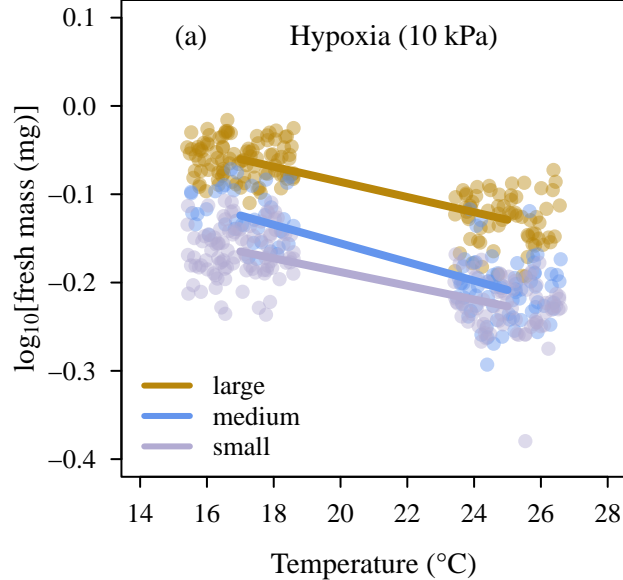 (a) Hypoxia (10 kPa)
0.1
0.0
−0.1
−0.2
−0.3
−0.4
log10[fresh mass (mg)]
large
medium
small
14 16 18 20 22 24 26 28
Temperature (°C)